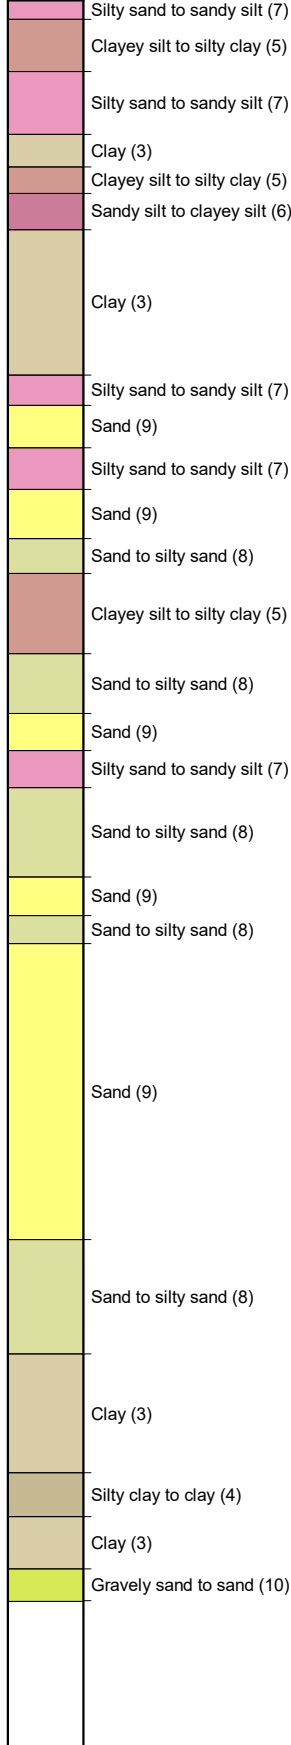 Silty sand to sandy silt (7)
Clayey silt to silty clay (5)
Silty sand to sandy silt (7)
Clay (3)
Clayey silt to silty clay (5)
Sandy silt to clayey silt (6)
Clay (3)
Silty sand to sandy silt (7)
Sand (9)
Silty sand to sandy silt (7)
Sand (9)
Sand to silty sand (8)
Clayey silt to silty clay (5)
Sand to silty sand (8)
Sand (9)
Silty sand to sandy silt (7)
Sand to silty sand (8)
Sand (9)
Sand to silty sand (8)
Sand (9)
Sand to silty sand (8)
Clay (3)
Silty clay to clay (4)
Clay (3)
Gravely sand to sand (10)